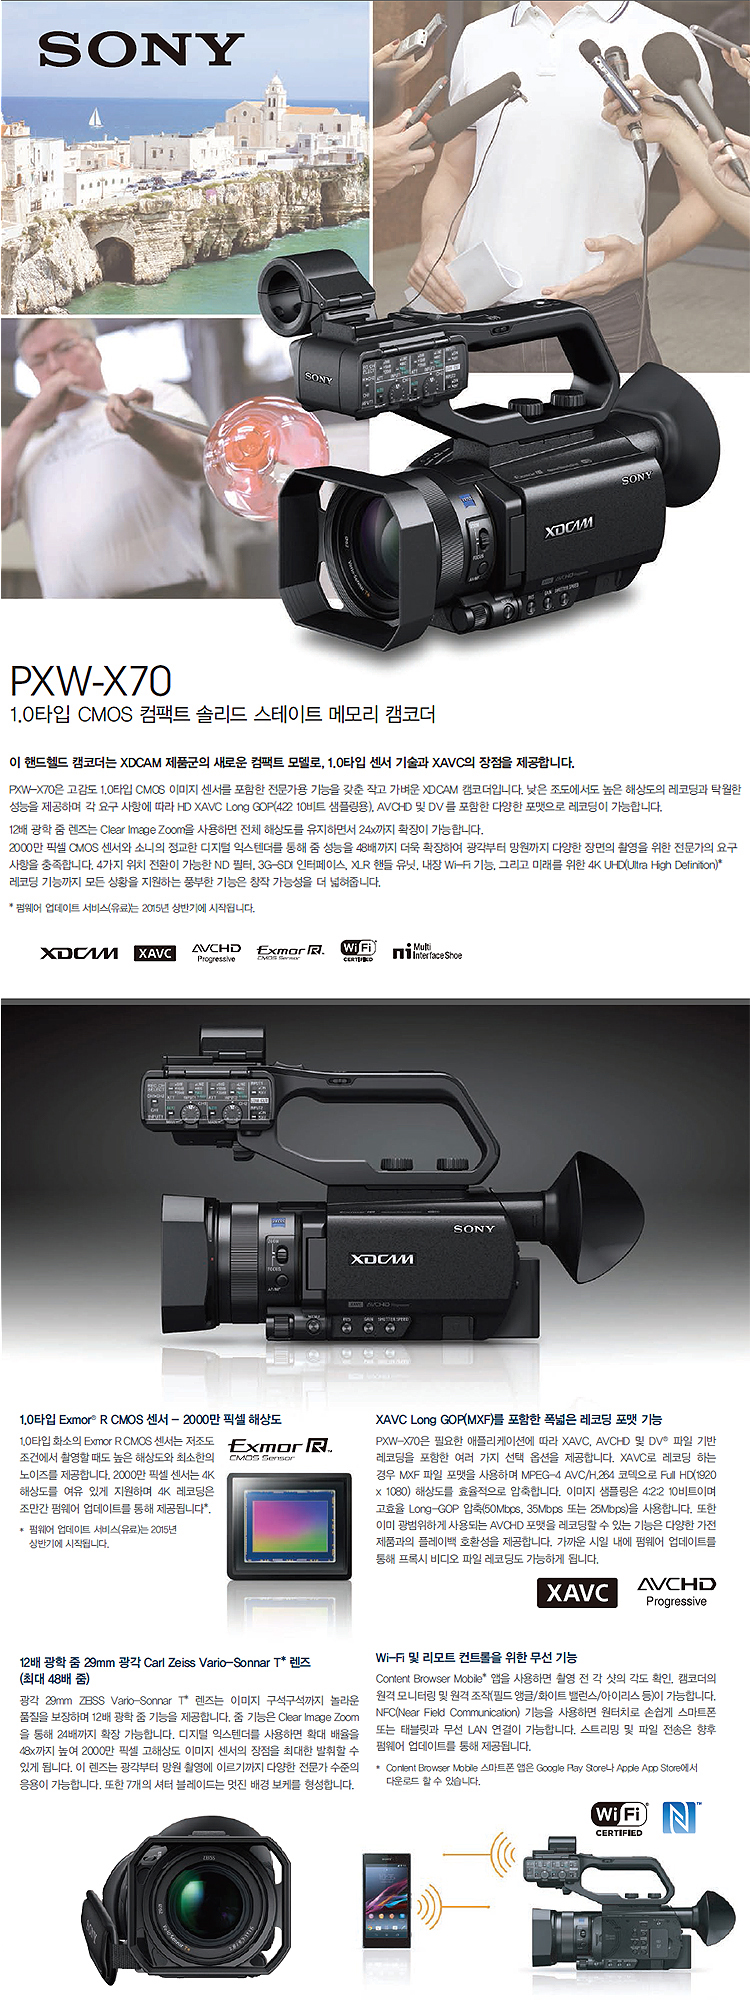 SONY
SONY
SONY
XDCAM
PXW-X70
1.0타입 CMOS 컴팩트 솔리드 스테이트 메모리 캠코더
이 핸드헬드 캠코더는 XDCAM 제품군의 새로운 컴팩트 모델로, 1.0타입 센서 기술과 XAVC의 장점을 제공합니다.
PXW-X70은 고감도 1.0타입 CMOS 이미지 센서를 포함한 전문가용 기능을 갖춘 작고 가벼운 XDCAM 캠코더입니다. 낮은 조도에서도 높은 해상도의 레코딩과 탁월한
성능을 제공하며 각 요구 사항에 따라 HD XAVC Long GOP(422 10비트 샘플링용), AVCHD 및 DV를 포함한 다양한 포맷으로 레코딩이 가능합니다.
12배 광학 줌 렌즈는 Clear Image Zoom을 사용하면 전체 해상도를 유지하면서 24x까지 확장이 가능합니다.
2000만 픽셀 CMOS 센서와 소니의 정교한 디지털 익스텐더를 통해 줌 성능을 48배까지 더욱 확장하여 광각부터 망원까지 다양한 장면의 촬영을 위한 전문가의 요구
사항을 충족합니다. 4가지 위치 전환이 가능한 ND 필터, 3G-SDI 인터페이스, XLR 핸들 유닛, 내장 Wi-Fi 기능, 그리고 미래를 위한 4K UHD(Ultra High Definition)*
레코딩 기능까지 모든 상황을 지원하는 풍부한 기능은 창작 가능성을 더 넓혀줍니다.
* 펌웨어 업데이트 서비스(유료)는 2015년 상반기에 시작됩니다.
XDCAM XAVC AVCHD Progressive Exmor R CMOS Sensor WiFi CERTIFIED Multi Interface Shoe
SONY
XDCAM
1.0타입 Exmor® R CMOS 센서 – 2000만 픽셀 해상도
1.0타입 화소의 Exmor R CMOS 센서는 저조도
조건에서 촬영할 때도 높은 해상도와 최소한의
노이즈를 제공합니다. 2000만 픽셀 센서는 4K
해상도를 여유 있게 지원하며 4K 레코딩은
조만간 펌웨어 업데이트를 통해 제공됩니다*.
* 펌웨어 업데이트 서비스(유료)는 2015년
상반기에 시작됩니다.
Exmor R™
CMOS Sensor
XAVC Long GOP(MXF)를 포함한 폭넓은 레코딩 포맷 기능
PXW-X70은 필요한 애플리케이션에 따라 XAVC, AVCHD 및 DV® 파일 기반
레코딩을 포함한 여러 가지 선택 옵션을 제공합니다. XAVC로 레코딩 하는
경우 MXF 파일 포맷을 사용하며 MPEG-4 AVC/H.264 코덱으로 Full HD(1920
x 1080) 해상도를 효율적으로 압축합니다. 이미지 샘플링은 4:2:2 10비트이며
고효율 Long-GOP 압축(50Mbps, 35Mbps 또는 25Mbps)을 사용합니다. 또한
이미 광범위하게 사용되는 AVCHD 포맷을 레코딩할 수 있는 기능은 다양한 가전
제품과의 플레이백 호환성을 제공합니다. 가까운 시일 내에 펌웨어 업데이트를
통해 프록시 비디오 파일 레코딩도 가능하게 됩니다.
XAVC AVCHD
Progressive
12배 광학 줌 29mm 광각 Carl Zeiss Vario-Sonnar T* 렌즈
(최대 48배 줌)
광각 29mm ZEISS Vario-Sonnar T* 렌즈는 이미지 구석구석까지 놀라운
품질을 보장하며 12배 광학 줌 기능을 제공합니다. 줌 기능은 Clear Image Zoom
을 통해 24배까지 확장 가능합니다. 디지털 익스텐더를 사용하면 확대 배율을
48x까지 높여 2000만 픽셀 고해상도 이미지 센서의 장점을 최대한 발휘할 수
있게 됩니다. 이 렌즈는 광각부터 망원 촬영에 이르기까지 다양한 전문가 수준의
응용이 가능합니다. 또한 7개의 셔터 블레이드는 멋진 배경 보케를 형성합니다.
Wi-Fi 및 리모트 컨트롤을 위한 무선 기능
Content Browser Mobile* 앱을 사용하면 촬영 전 각 샷의 각도 확인, 캠코더의
원격 모니터링 및 원격 조작(필드 앵글/화이트 밸런스/아이리스 등)이 가능합니다.
NFC(Near Field Communication) 기능을 사용하면 원터치로 손쉽게 스마트폰
또는 태블릿과 무선 LAN 연결이 가능합니다. 스트리밍 및 파일 전송은 향후
펌웨어 업데이트를 통해 제공됩니다.
* Content Browser Mobile 스마트폰 앱은 Google Play Store나 Apple App Store에서
다운로드 할 수 있습니다.
WiFi
CERTIFIED
ZEISS
SONY